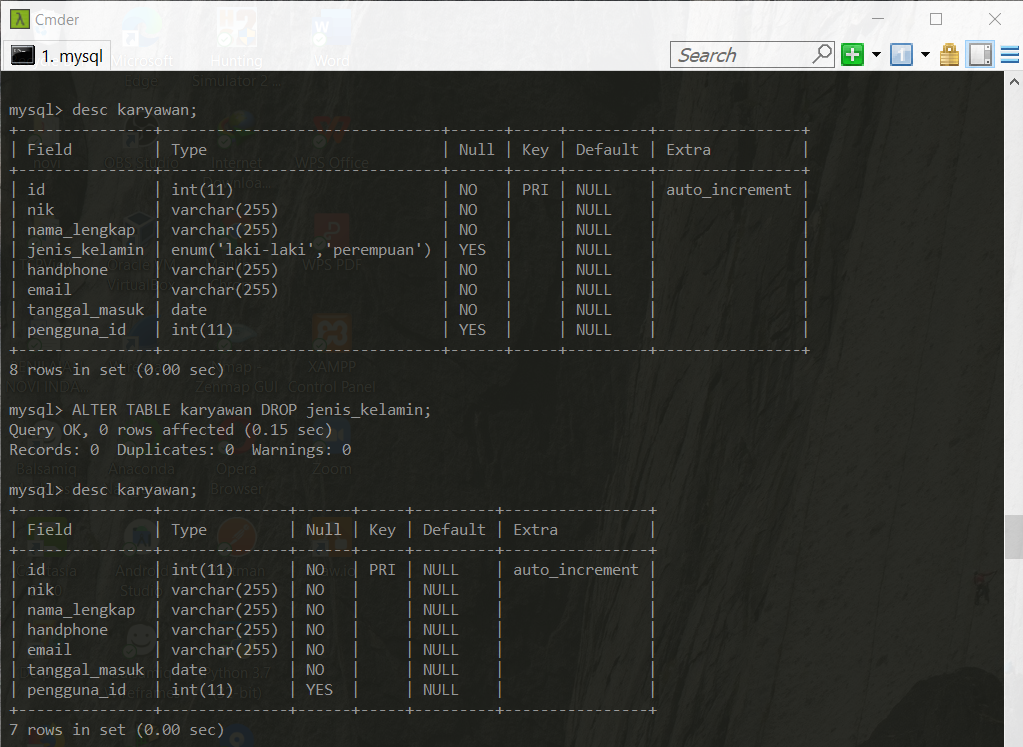 Cmder
1. mysql
Search
1
mysql> desc karyawan;
+---------------+-------------------------------+------+-----+---------+----------------+
| Field         | Type                          | Null | Key | Default | Extra          |
+---------------+-------------------------------+------+-----+---------+----------------+
| id            | int(11)                       | NO   | PRI | NULL    | auto_increment |
| nik           | varchar(255)                  | NO   |     | NULL    |                |
| nama_lengkap  | varchar(255)                  | NO   |     | NULL    |                |
| jenis_kelamin | enum('laki-laki','perempuan') | YES  |     | NULL    |                |
| handphone     | varchar(255)                  | NO   |     | NULL    |                |
| email         | varchar(255)                  | NO   |     | NULL    |                |
| tanggal_masuk | date                          | NO   |     | NULL    |                |
| pengguna_id   | int(11)                       | YES  |     | NULL    |                |
+---------------+-------------------------------+------+-----+---------+----------------+
8 rows in set (0.00 sec)
mysql> ALTER TABLE karyawan DROP jenis_kelamin;
Query OK, 0 rows affected (0.15 sec)
Records: 0  Duplicates: 0  Warnings: 0
mysql> desc karyawan;
+---------------+--------------+------+-----+---------+----------------+
| Field         | Type         | Null | Key | Default | Extra          |
+---------------+--------------+------+-----+---------+----------------+
| id            | int(11)      | NO   | PRI | NULL    | auto_increment |
| nik           | varchar(255) | NO   |     | NULL    |                |
| nama_lengkap  | varchar(255) | NO   |     | NULL    |                |
| handphone     | varchar(255) | NO   |     | NULL    |                |
| email         | varchar(255) | NO   |     | NULL    |                |
| tanggal_masuk | date         | NO   |     | NULL    |                |
| pengguna_id   | int(11)      | YES  |     | NULL    |                |
+---------------+--------------+------+-----+---------+----------------+
7 rows in set (0.00 sec)